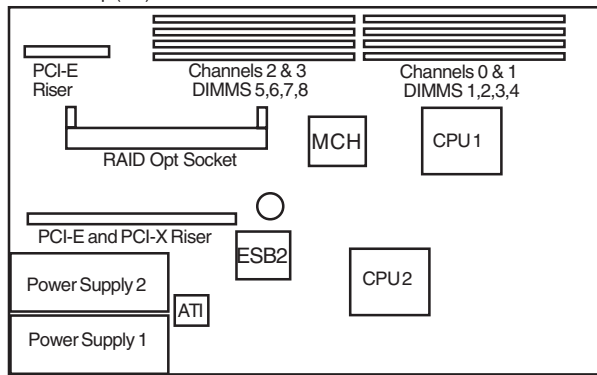 PCI-E
Riser
Channels 2 & 3
DIMMS 5,6,7,8
Channels 0 & 1
DIMMS 1,2,3,4
RAID Opt Socket
MCH
CPU1
PCI-E and PCI-X Riser
ESB2
CPU2
Power Supply 2
ATI
Power Supply 1